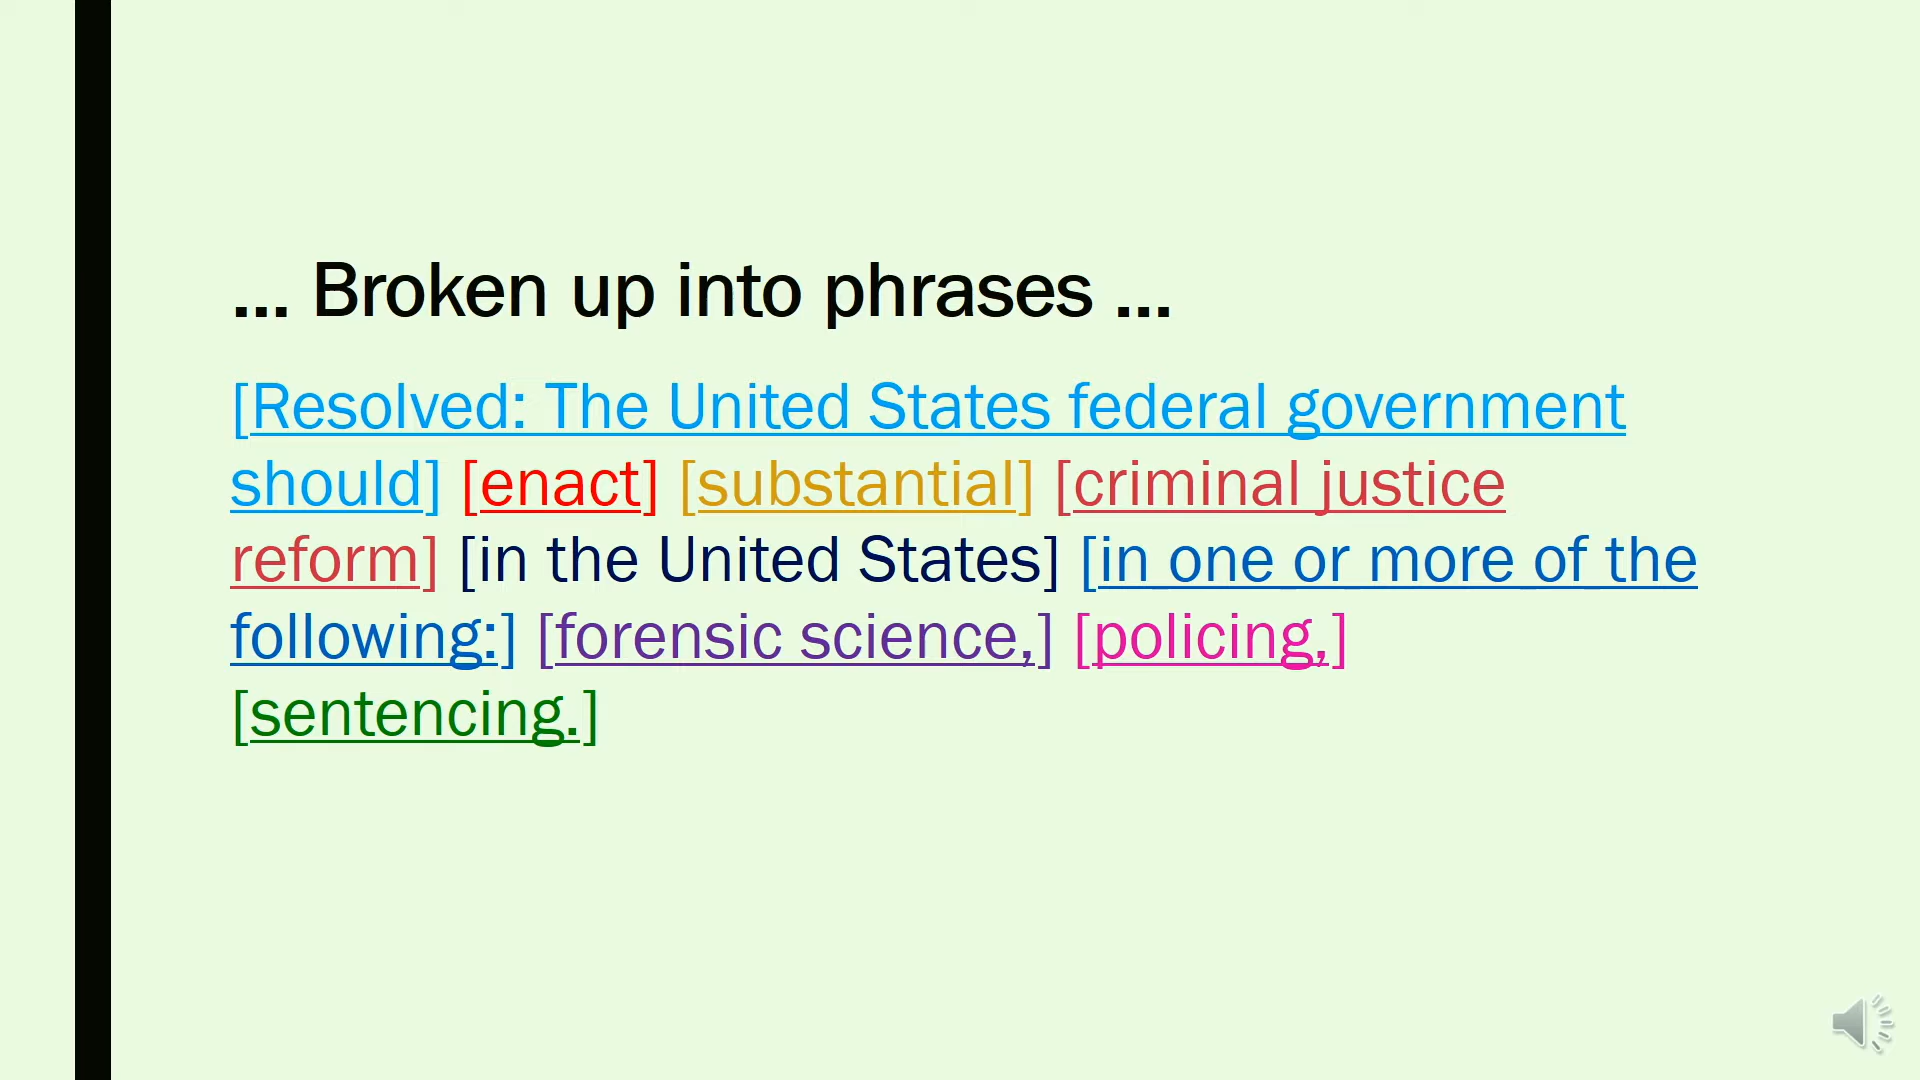 ... Broken up into phrases ...
[Resolved: The United States federal government
should] [enact] [substantial] [criminal justice
reform] [in the United States] [in one or more of the
following:] [forensic science,] [policing,]
[sentencing.]